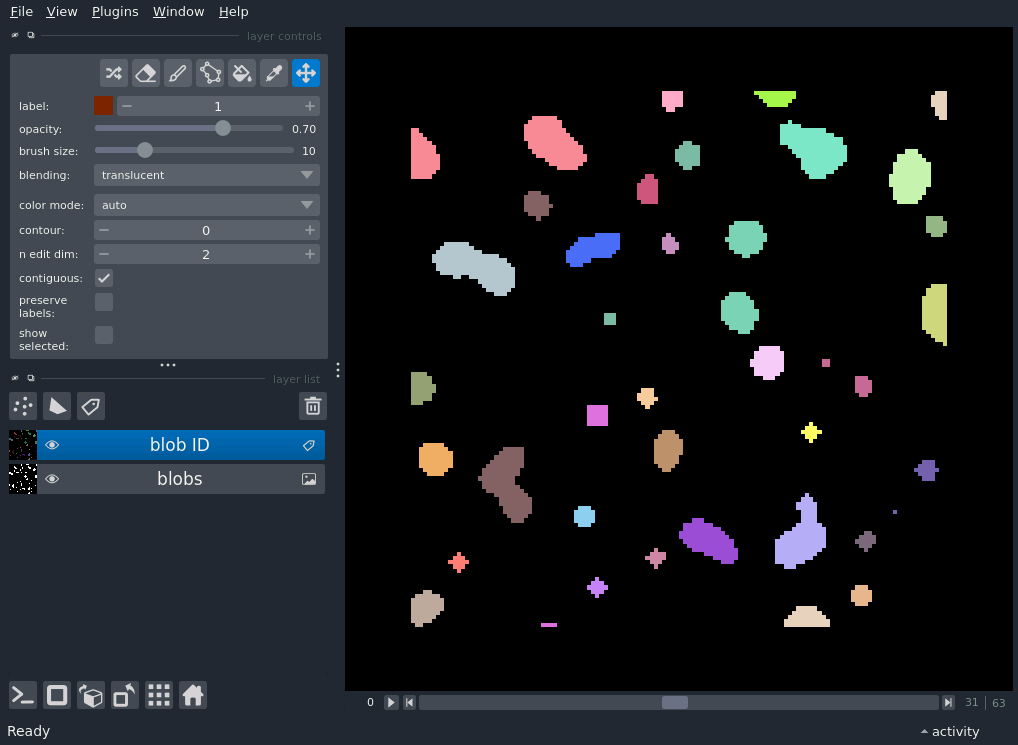 File View Plugins Window Help
layer controls
label: 1
opacity: 0.70
brush size: 10
blending: translucent
color mode: auto
contour: 0
n edit dim: 2
contiguous:
preserve
labels:
show
selected:
layer list
blob ID
blobs
0 31 | 63
Ready activity